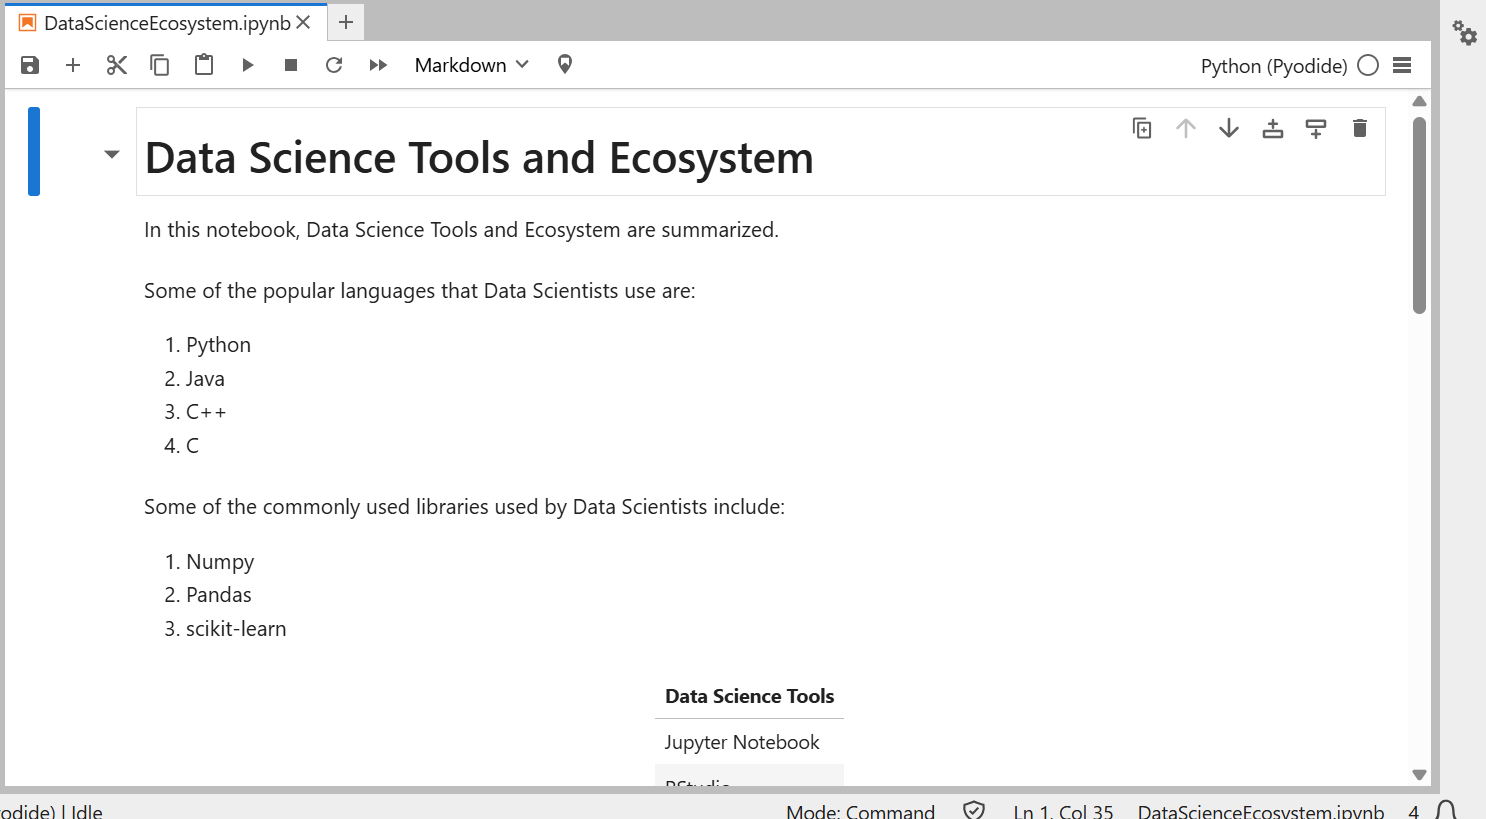 DataScienceEcosystem.ipynb
Markdown
Python (Pyodide)
Data Science Tools and Ecosystem
In this notebook, Data Science Tools and Ecosystem are summarized.
Some of the popular languages that Data Scientists use are:
1. Python
2. Java
3. C++
4. C
Some of the commonly used libraries used by Data Scientists include:
1. Numpy
2. Pandas
3. scikit-learn
Data Science Tools
Jupyter Notebook
RStudio
odide) | Idle
Mode: Command
Ln 1, Col 35
DataScienceEcosystem.ipynb
4